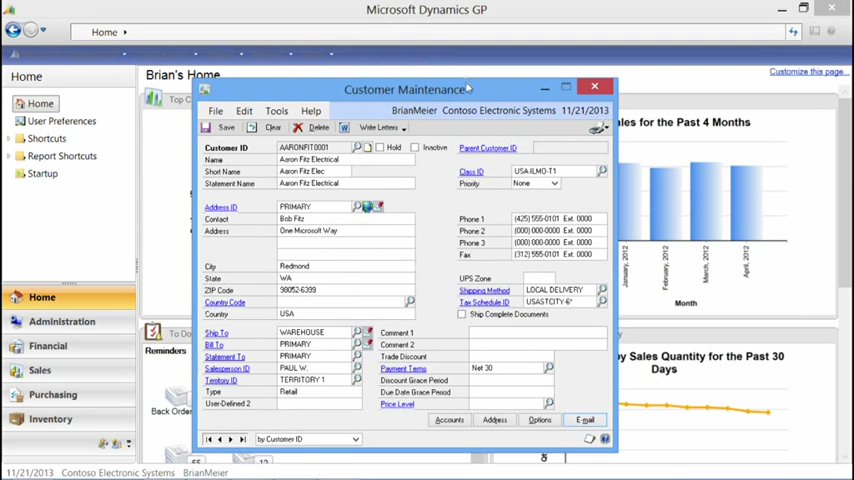 Microsoft Dynamics GP
Home
Home
Brian's Home
Customize this page...
Home
User Preferences
Shortcuts
Report Shortcuts
Startup
Home
Administration
Financial
Sales
Purchasing
Inventory
To Do
Reminders
Back Order
Customer Maintenance
File Edit Tools Help
BrianMeier Contoso Electronic Systems 11/21/2013
Save Clear Delete Write Letters
Customer ID AARONFIT0001 Hold Inactive
Name Aaron Fitz Electrical
Short Name Aaron Fitz Elec
Statement Name Aaron Fitz Electrical
Parent Customer ID
Class ID USA-ILMO-T1
Priority None
Address ID PRIMARY
Contact Bob Fitz
Address One Microsoft Way
City Redmond
State WA
ZIP Code 98052-6399
Country Code
Country USA
Phone 1 (425) 555-0101 Ext. 0000
Phone 2 (000) 000-0000 Ext. 0000
Phone 3 (000) 000-0000 Ext. 0000
Fax (312) 555-0101 Ext. 0000
UPS Zone
Shipping Method LOCAL DELIVERY
Tax Schedule ID USASTCITY-6*
Ship Complete Documents
Ship To WAREHOUSE
Bill To PRIMARY
Statement To PRIMARY
Salesperson ID PAUL W.
Territory ID TERRITORY 1
Type Retail
User-Defined 2
Comment 1
Comment 2
Trade Discount
Payment Terms Net 30
Discount Grace Period
Due Date Grace Period
Price Level
Accounts Address Options E-mail
by Customer ID
les for the Past 4 Months
January, 2012
February, 2012
March, 2012
April, 2012
Month
by Sales Quantity for the Past 30
Days
11/21/2013 Contoso Electronic Systems BrianMeier